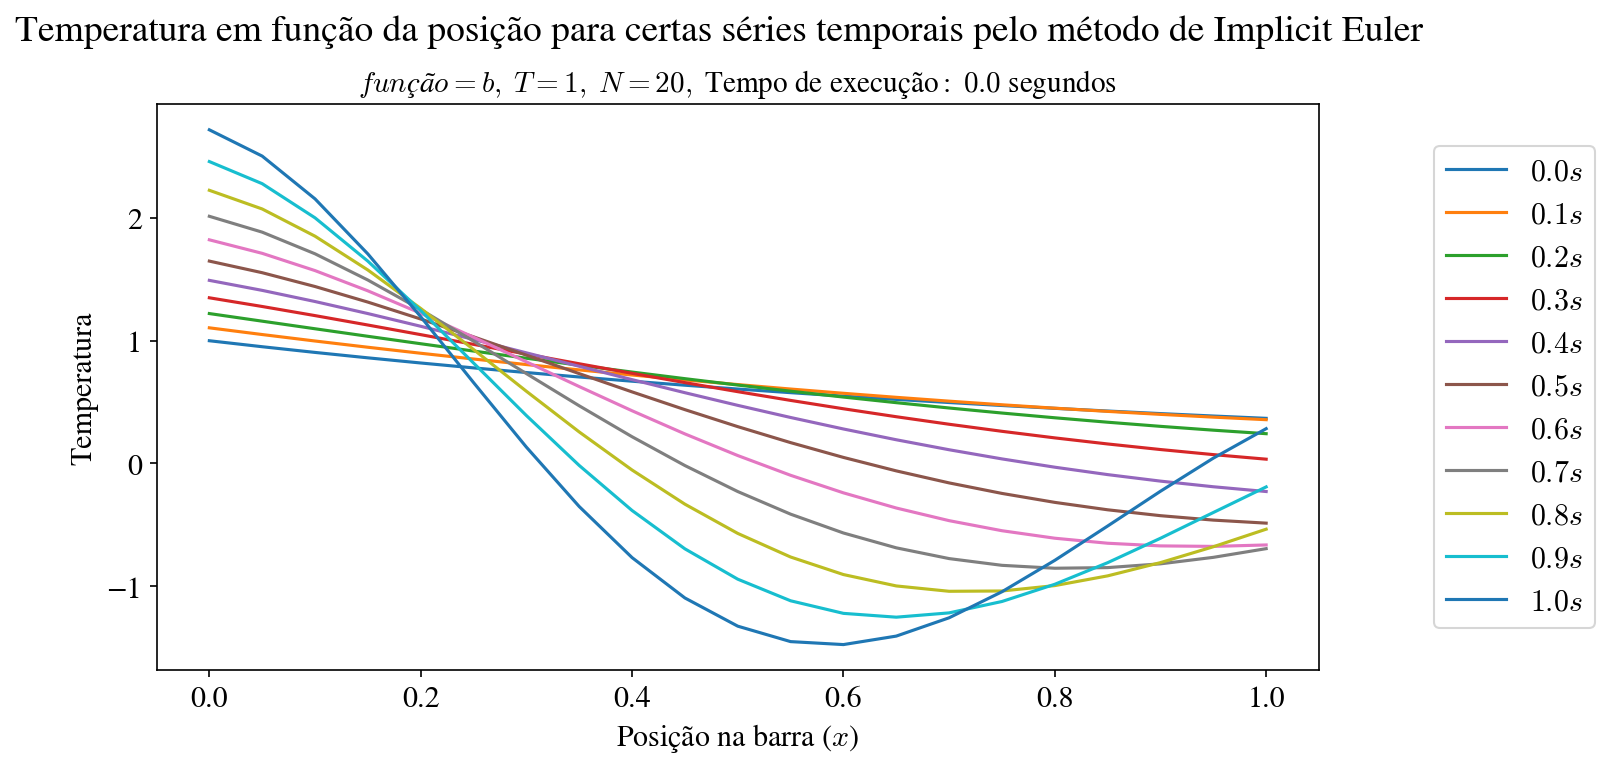 Temperatura em função da posição para certas séries temporais pelo método de Implicit Euler
função = b, T = 1, N = 20, Tempo de execução : 0.0 segundos
Temperatura
2
1
0
−1
0.0
0.2
0.4
0.6
0.8
1.0
Posição na barra (x)
0.0s
0.1s
0.2s
0.3s
0.4s
0.5s
0.6s
0.7s
0.8s
0.9s
1.0s